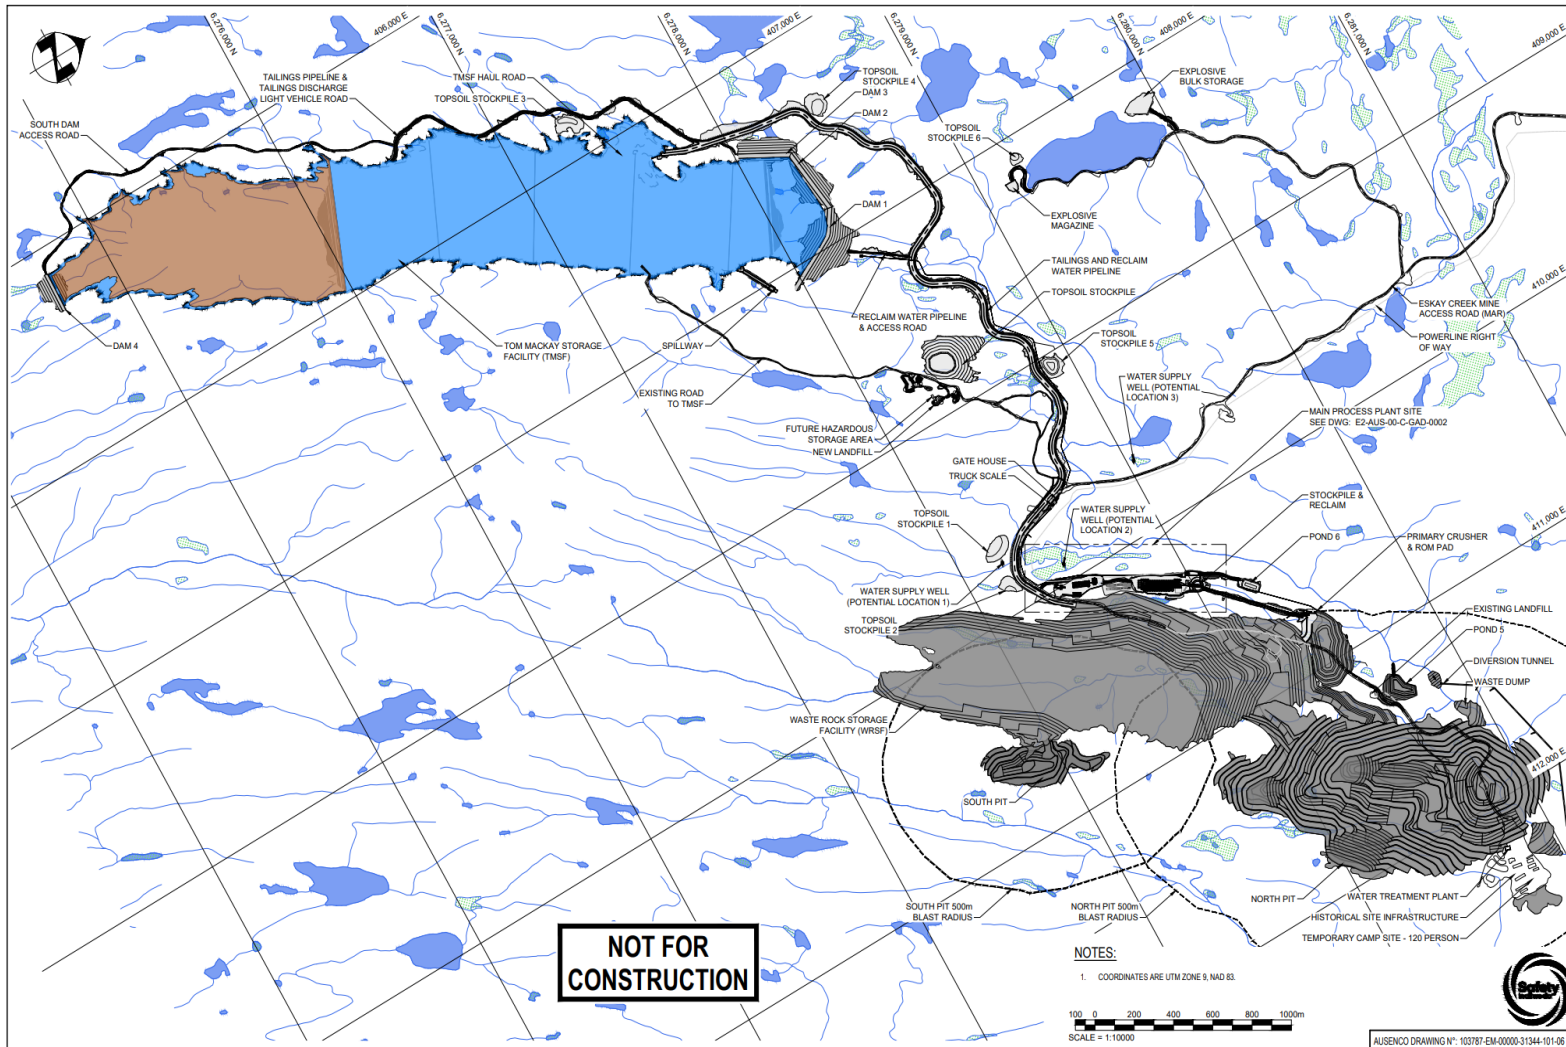 6,276,000 N
406,000 E
6,277,000 N
6,278,000 N
407,000 E
6,279,000 N
6,280,000 N
408,000 E
6,281,000 N
409,000 E
410,000 E
411,000 E
412,000 E
TAILINGS PIPELINE &
TAILINGS DISCHARGE
LIGHT VEHICLE ROAD
TMSF HAUL ROAD
TOPSOIL STOCKPILE 3
TOPSOIL
STOCKPILE 4
DAM 3
DAM 2
SOUTH DAM
ACCESS ROAD
EXPLOSIVE
BULK STORAGE
TOPSOIL
STOCKPILE 6
DAM 1
EXPLOSIVE
MAGAZINE
TAILINGS AND RECLAIM
WATER PIPELINE
TOPSOIL STOCKPILE
RECLAIM WATER PIPELINE
& ACCESS ROAD
ESKAY CREEK MINE
ACCESS ROAD (MAR)
POWERLINE RIGHT
OF WAY
DAM 4
TOM MACKAY STORAGE
FACILITY (TMSF)
SPILLWAY
TOPSOIL
STOCKPILE 5
WATER SUPPLY
WELL (POTENTIAL
LOCATION 3)
EXISTING ROAD
TO TMSF
MAIN PROCESS PLANT SITE
SEE DWG: E2-AUS-00-C-GAD-0002
FUTURE HAZARDOUS
STORAGE AREA
NEW LANDFILL
GATE HOUSE
TRUCK SCALE
STOCKPILE &
RECLAIM
TOPSOIL
STOCKPILE 1
WATER SUPPLY
WELL (POTENTIAL
LOCATION 2)
POND 6
PRIMARY CRUSHER
& ROM PAD
WATER SUPPLY WELL
(POTENTIAL LOCATION 1)
TOPSOIL
STOCKPILE 2
EXISTING LANDFILL
POND 5
DIVERSION TUNNEL
WASTE DUMP
WASTE ROCK STORAGE
FACILITY (WRSF)
SOUTH PIT
SOUTH PIT 500m
BLAST RADIUS
NORTH PIT 500m
BLAST RADIUS
NORTH PIT
WATER TREATMENT PLANT
HISTORICAL SITE INFRASTRUCTURE
TEMPORARY CAMP SITE - 120 PERSON
NOT FOR
CONSTRUCTION
NOTES:
1. COORDINATES ARE UTM ZONE 9, NAD 83.
100 0 200 400 600 800 1000m
SCALE = 1:10000
Safety
AUSENCO DRAWING N°: 103787-EM-00000-31344-101-05